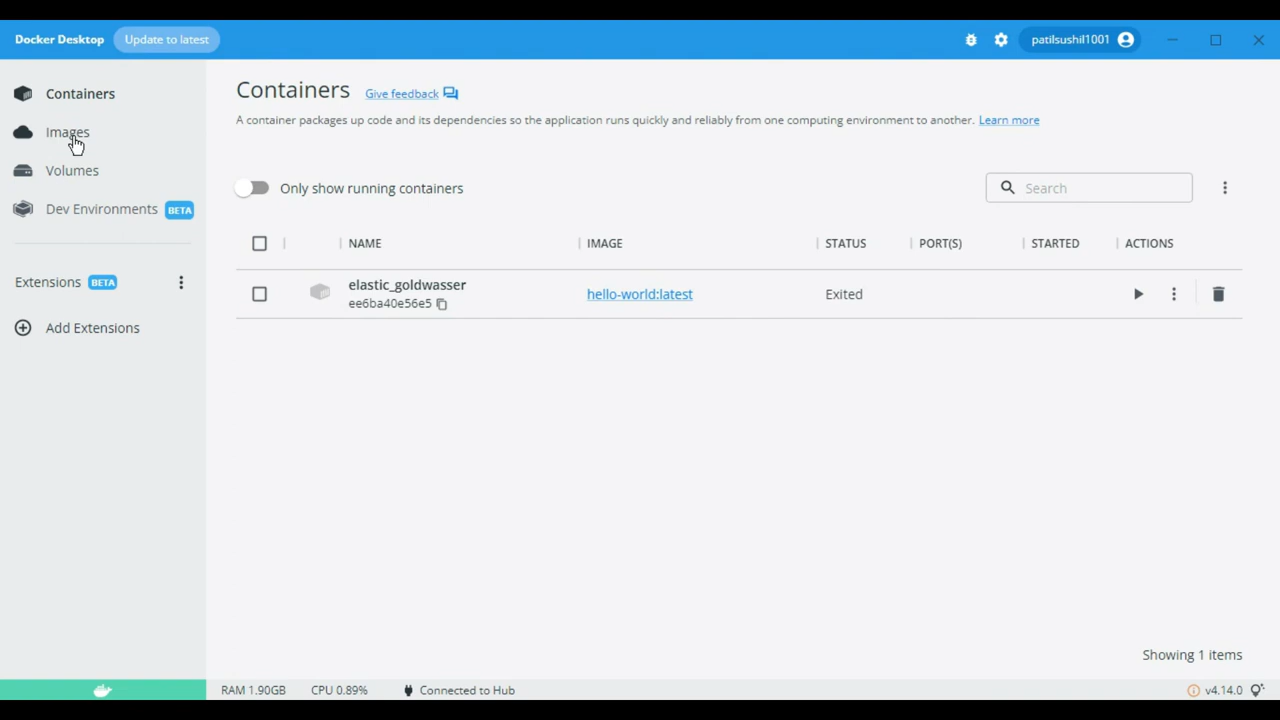 Docker Desktop Update to latest patilsushil1001
Containers
Images
Volumes
Dev Environments BETA
Extensions BETA
Add Extensions
Containers Give feedback
A container packages up code and its dependencies so the application runs quickly and reliably from one computing environment to another. Learn more
Only show running containers Search
NAME IMAGE STATUS PORT(S) STARTED ACTIONS
elastic_goldwasser hello-world:latest Exited
ee6ba40e56e5
Showing 1 items
RAM 1.90GB CPU 0.89% Connected to Hub v4.14.0